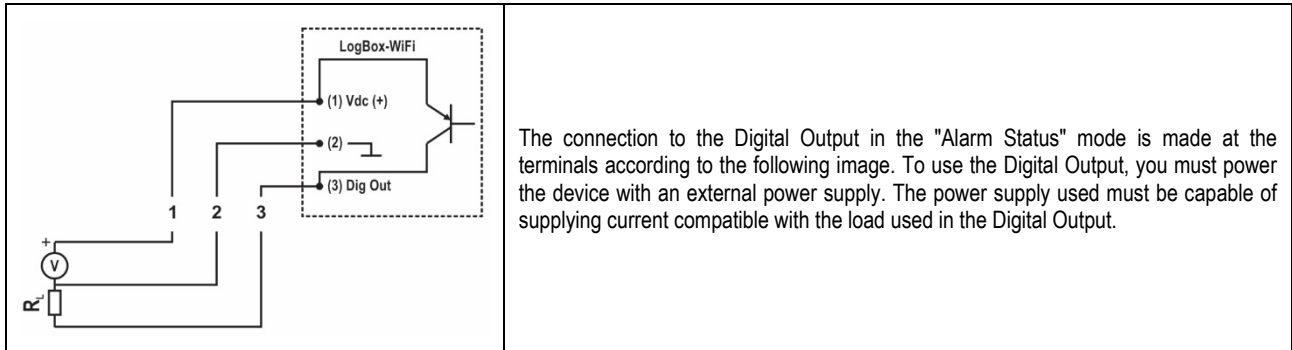 LogBox-WiFi
(1) Vdc (+)
(2)
(3) Dig Out
1 2 3
+
V
RL
The connection to the Digital Output in the "Alarm Status" mode is made at the
terminals according to the following image. To use the Digital Output, you must power
the device with an external power supply. The power supply used must be capable of
supplying current compatible with the load used in the Digital Output.